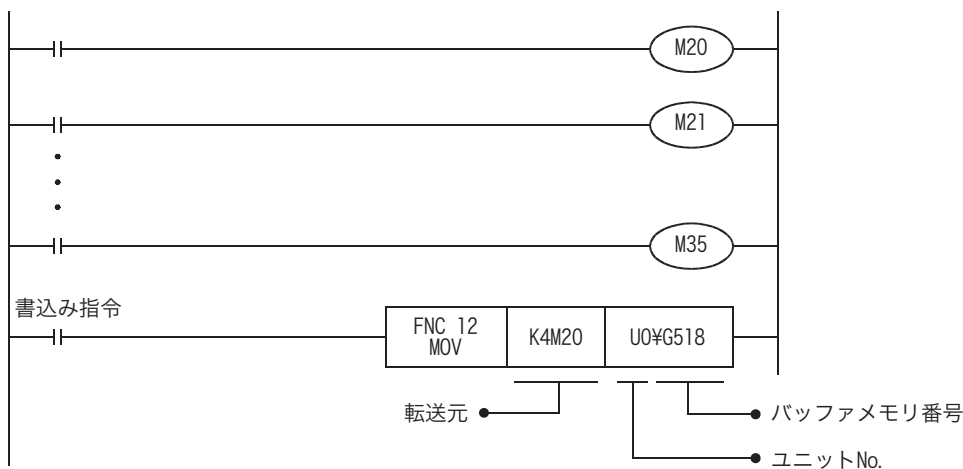 M20
M21
M35
書込み指令
FNC 12
MOV
K4M20
U0¥G518
転送元
バッファメモリ番号
ユニットNo.